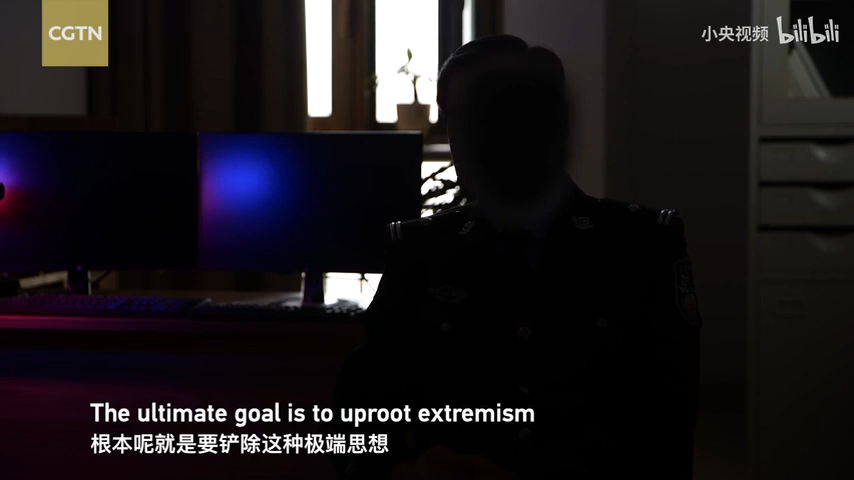 CGTN
小央视频 bilibili
The ultimate goal is to uproot extremism
根本呢就是要铲除这种极端思想